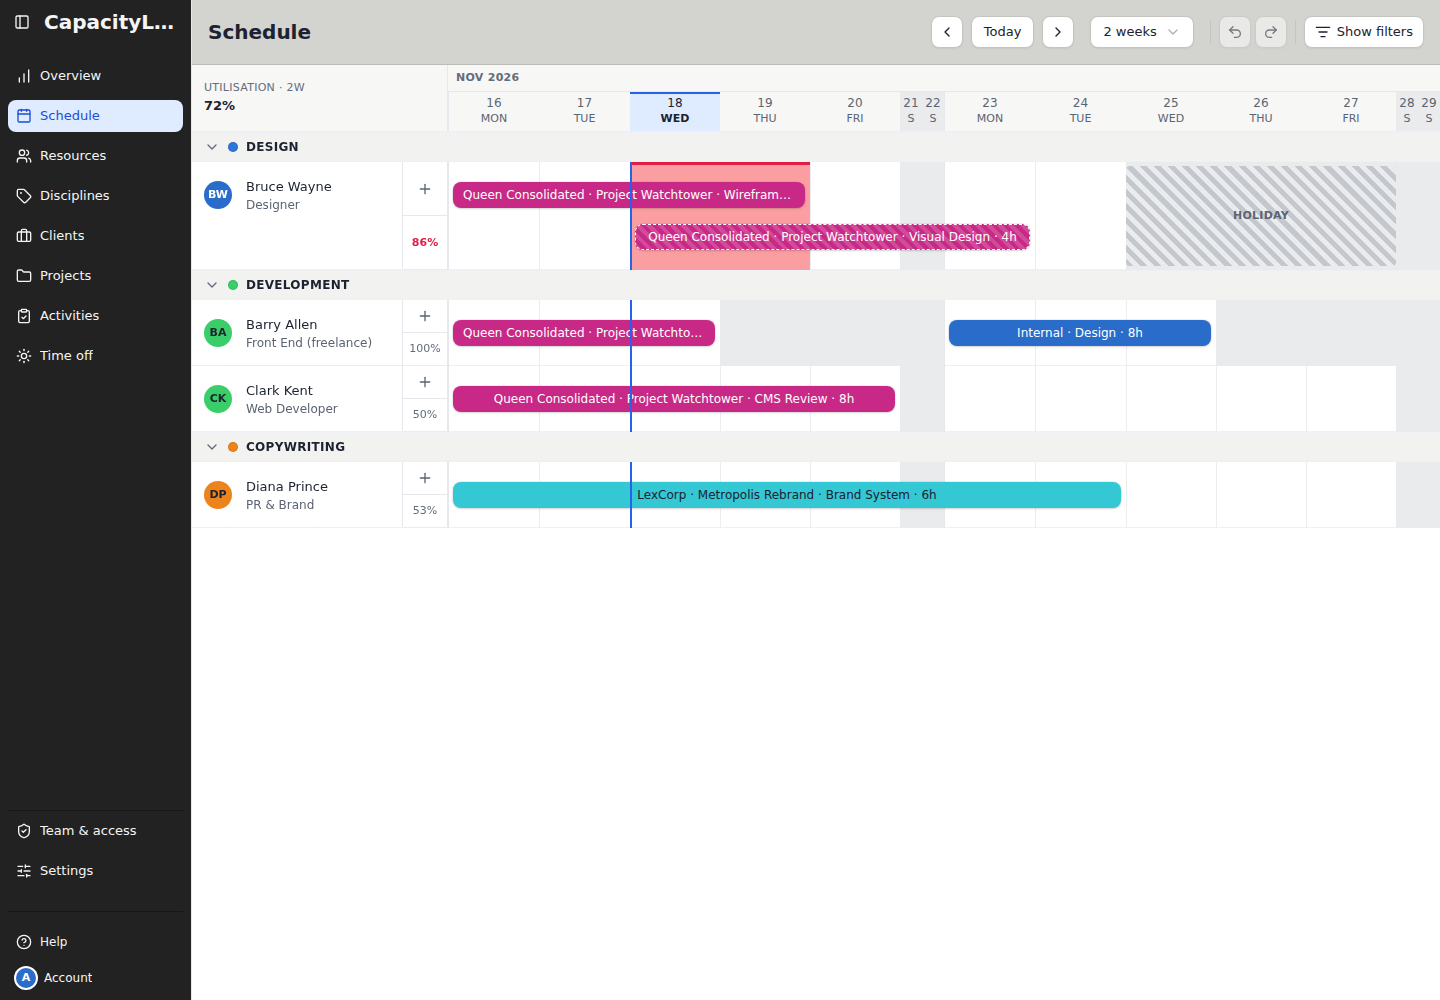 CapacityL…
Overview
Schedule
Resources
Disciplines
Clients
Projects
Activities
Time off
Team & access
Settings
Help
A
Account
Schedule
Today
2 weeks
Show filters
UTILISATION · 2W
72%
NOV 2026
16 17 18 19 20 21 22 23 24 25 26 27 28 29
MON TUE WED THU FRI S S MON TUE WED THU FRI S S
DESIGN
BW
Bruce Wayne
Designer
86%
Queen Consolidated · Project Watchtower · Wirefram…
Queen Consolidated · Project Watchtower · Visual Design · 4h
HOLIDAY
DEVELOPMENT
BA
Barry Allen
Front End (freelance)
100%
Queen Consolidated · Project Watchto…
Internal · Design · 8h
CK
Clark Kent
Web Developer
50%
Queen Consolidated · Project Watchtower · CMS Review · 8h
COPYWRITING
DP
Diana Prince
PR & Brand
53%
LexCorp · Metropolis Rebrand · Brand System · 6h